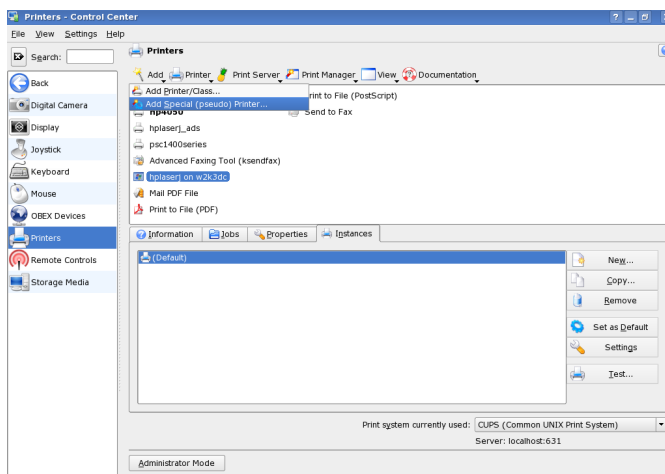 Printers - Control Center
File View Settings Help
Search:
Printers
Add Printer Print Server Print Manager View Documentation
Add Printer/Class...
Add Special (pseudo) Printer...
rint to File (PostScript)
hp4050
Send to Fax
hplaserj_ads
psc1400series
Advanced Faxing Tool (ksendfax)
hplaserj on w2k3dc
Mail PDF File
Print to File (PDF)
Back
Digital Camera
Display
Joystick
Keyboard
Mouse
OBEX Devices
Printers
Remote Controls
Storage Media
Information Jobs Properties Instances
(Default)
New...
Copy...
Remove
Set as Default
Settings
Test...
Print system currently used: CUPS (Common UNIX Print System)
Server: localhost:631
Administrator Mode